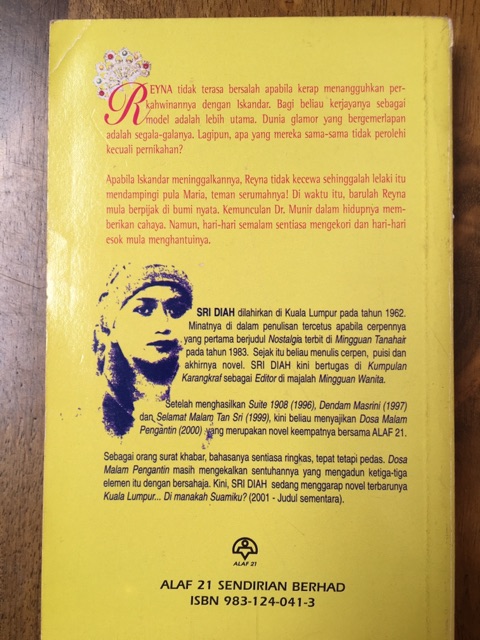 REYNA tidak terasa bersalah apabila kerap menangguhkan per-
kahwinannya dengan Iskandar. Bagi beliau kerjayanya sebagai
model adalah lebih utama. Dunia glamor yang bergemerlapan
adalah segala-galanya. Lagipun, apa yang mereka sama-sama tidak perolehi
kecuali pernikahan?
Apabila Iskandar meninggalkannya, Reyna tidak kecewa sehinggalah lelaki itu
mendampingi pula Maria, teman serumahnya! Di waktu itu, barulah Reyna
mula berpijak di bumi nyata. Kemunculan Dr. Munir dalam hidupnya mem-
berikan cahaya. Namun, hari-hari semalam sentiasa mengekori dan hari-hari
esok mula menghantuinya.
SRI DIAH dilahirkan di Kuala Lumpur pada tahun 1962.
Minatnya di dalam penulisan tercetus apabila cerpennya
yang pertama berjudul Nostalgia terbit di Mingguan Tanahair
pada tahun 1983. Sejak itu beliau menulis cerpen, puisi dan
akhirnya novel. SRI DIAH kini bertugas di Kumpulan
Karangkraf sebagai Editor di majalah Mingguan Wanita.
Setelah menghasilkan Suite 1908 (1996), Dendam Masrini (1997)
dan Selamat Malam Tan Sri (1999), kini beliau menyajikan Dosa Malam
Pengantin (2000) yang merupakan novel keempatnya bersama ALAF 21.
Sebagai orang surat khabar, bahasanya sentiasa ringkas, tepat tetapi pedas. Dosa
Malam Pengantin masih mengekalkan sentuhannya yang mengadun ketiga-tiga
elemen itu dengan bersahaja. Kini, SRI DIAH sedang menggarap novel terbarunya
Kuala Lumpur... Di manakah Suamiku? (2001 - Judul sementara).
ALAF 21
ALAF 21 SENDIRIAN BERHAD
ISBN 983-124-041-3